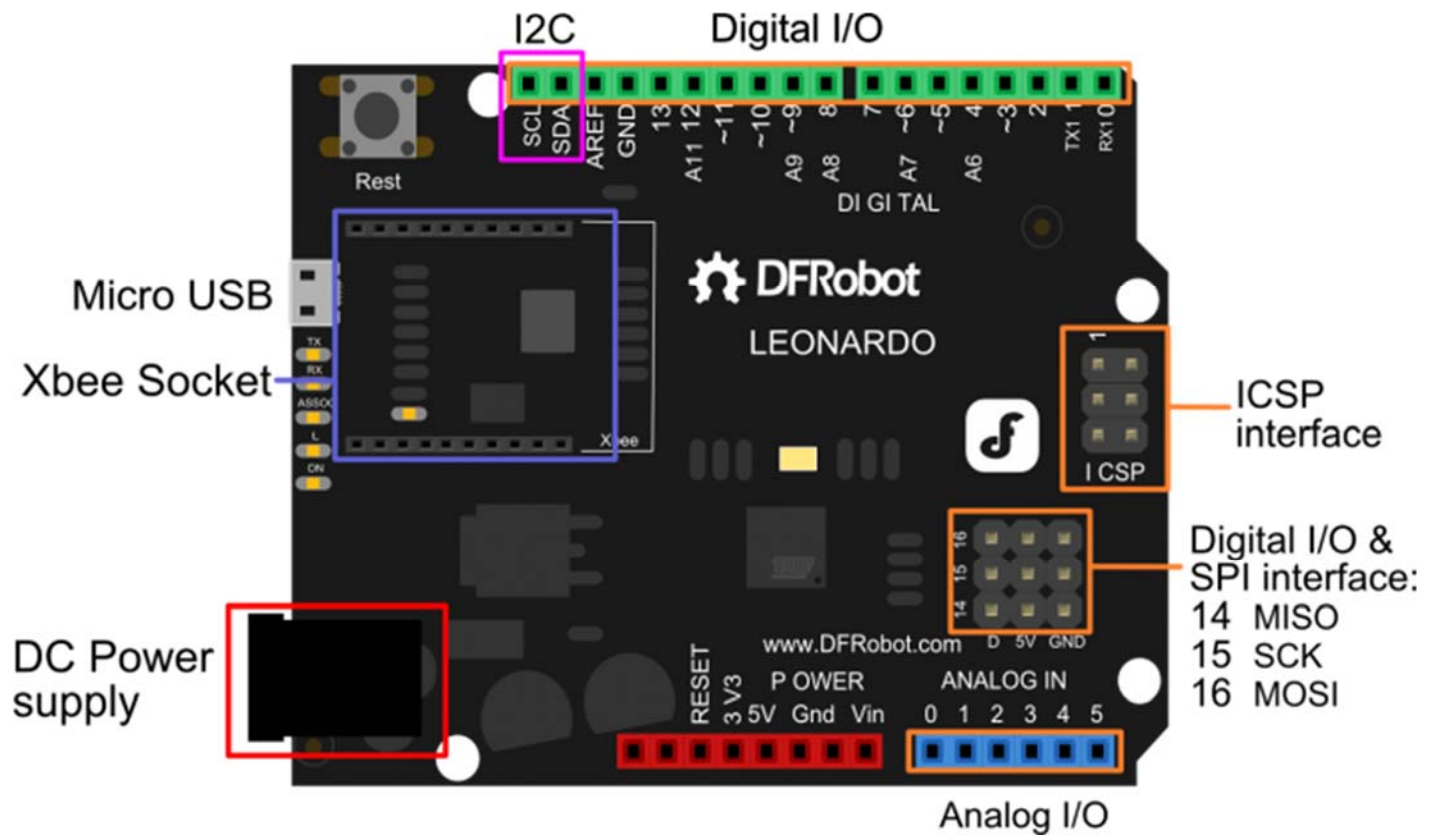 I2C
Digital I/O
SCL
SDA
AREF
GND
13
A11 12
~11
~10
A9 ~9
A8 8
7
A7 ~6
~5
A6 4
~3
2
TX1 1
RX1 0
DI GI TAL
Rest
Micro USB
TX
RX
ASSOC
L
ON
Xbee Socket
Xbee
DFRobot
LEONARDO
1
I CSP
ICSP
interface
16
15
14
D 5V GND
Digital I/O &
SPI interface:
14 MISO
15 SCK
16 MOSI
www.DFRobot.com
DC Power
supply
RESET
3 V3
P OWER
5V Gnd Vin
ANALOG IN
0 1 2 3 4 5
Analog I/O